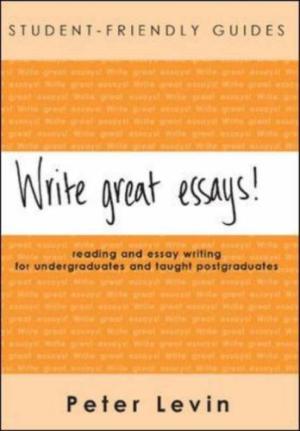 STUDENT-FRIENDLY GUIDES
Write great essays!
reading and essay writing
for undergraduates and taught postgraduates
Peter Levin